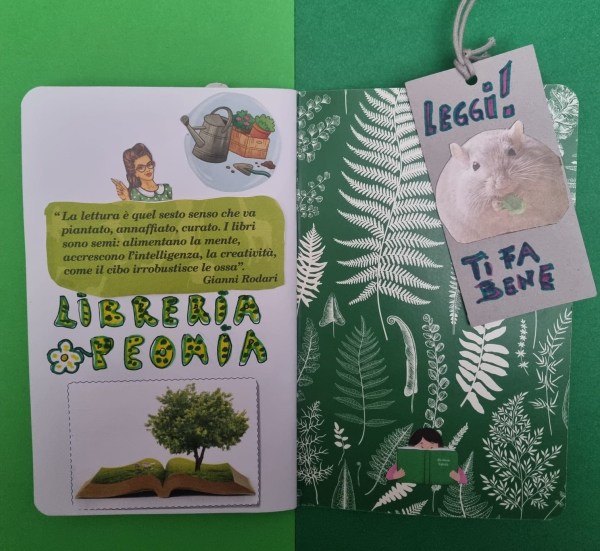 “La lettura è quel sesto senso che va
piantato, annaffiato, curato. I libri
sono semi: alimentano la mente,
accrescono l'intelligenza, la creatività,
come il cibo irrobustisce le ossa”.
Gianni Rodari
LIBRERIA
PEONIA
LEGGI!
TI FA
BENE